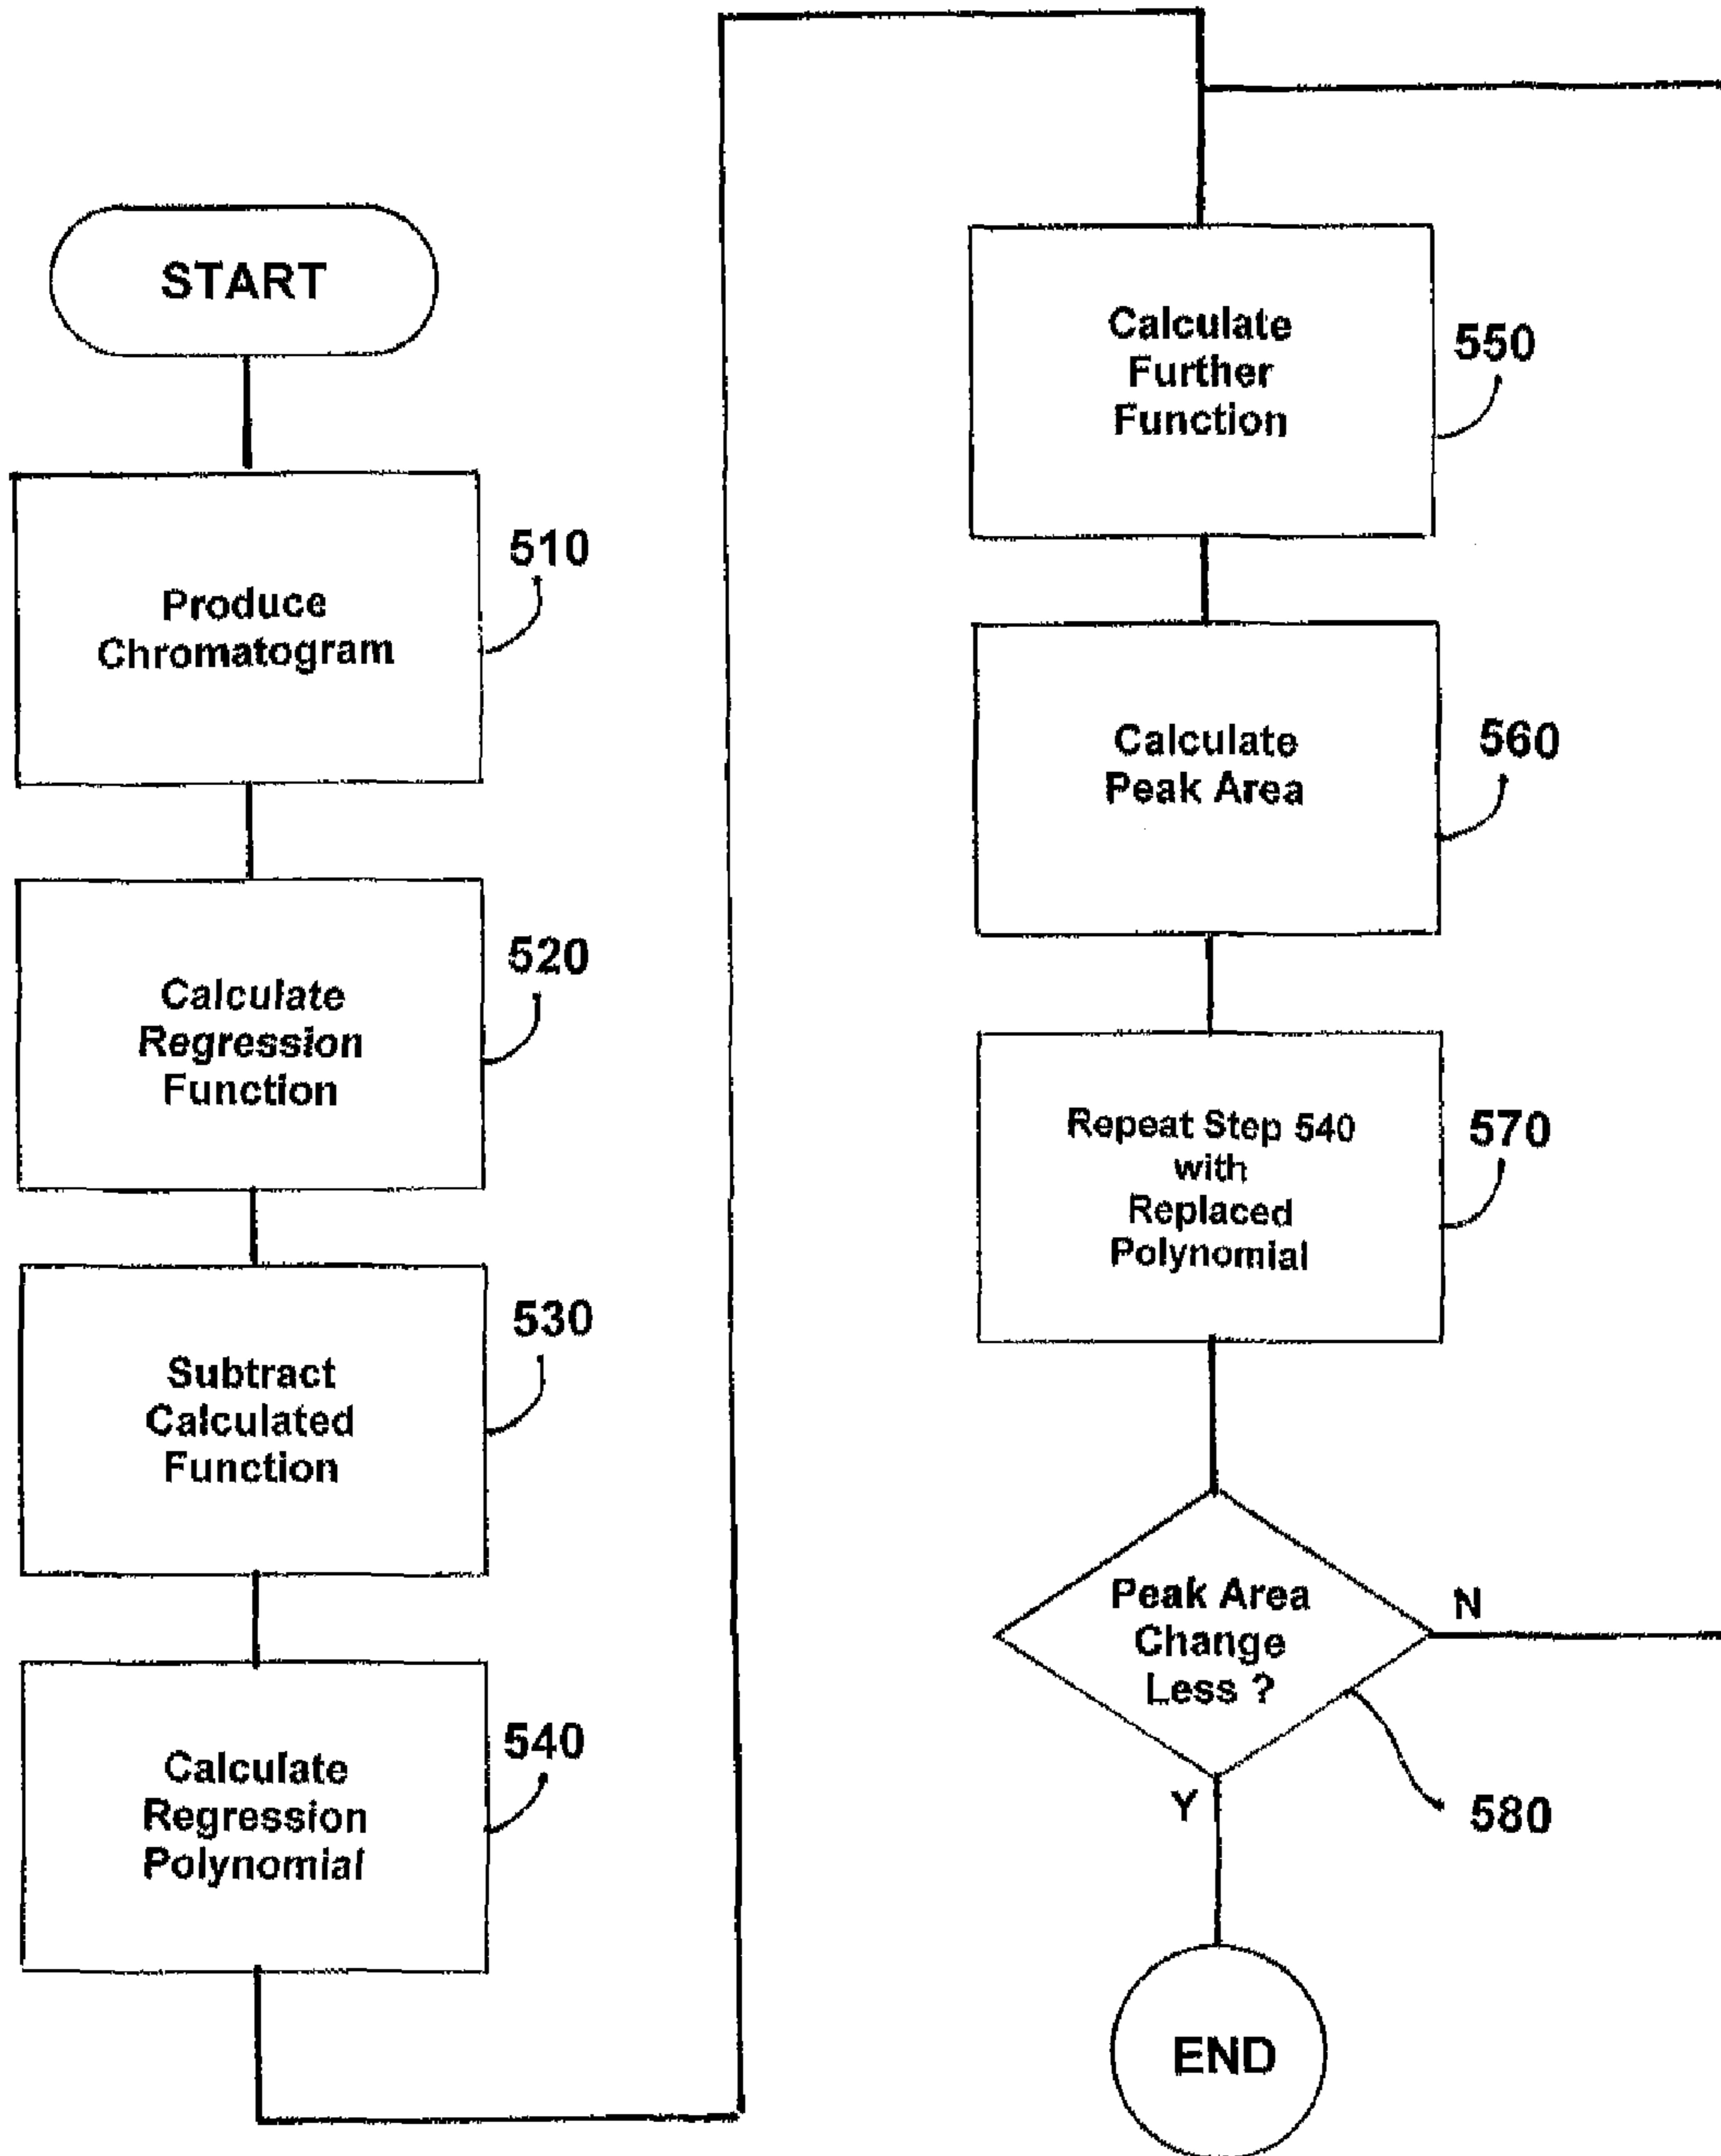 START
510
Produce
Chromatogram
520
Calculate
Regression
Function
530
Subtract
Calculated
Function
540
Calculate
Regression
Polynomial
550
Calculate
Further
Function
560
Calculate
Peak Area
570
Repeat Step 540
with
Replaced
Polynomial
Peak Area
Change
Less ?
N
Y
580
END